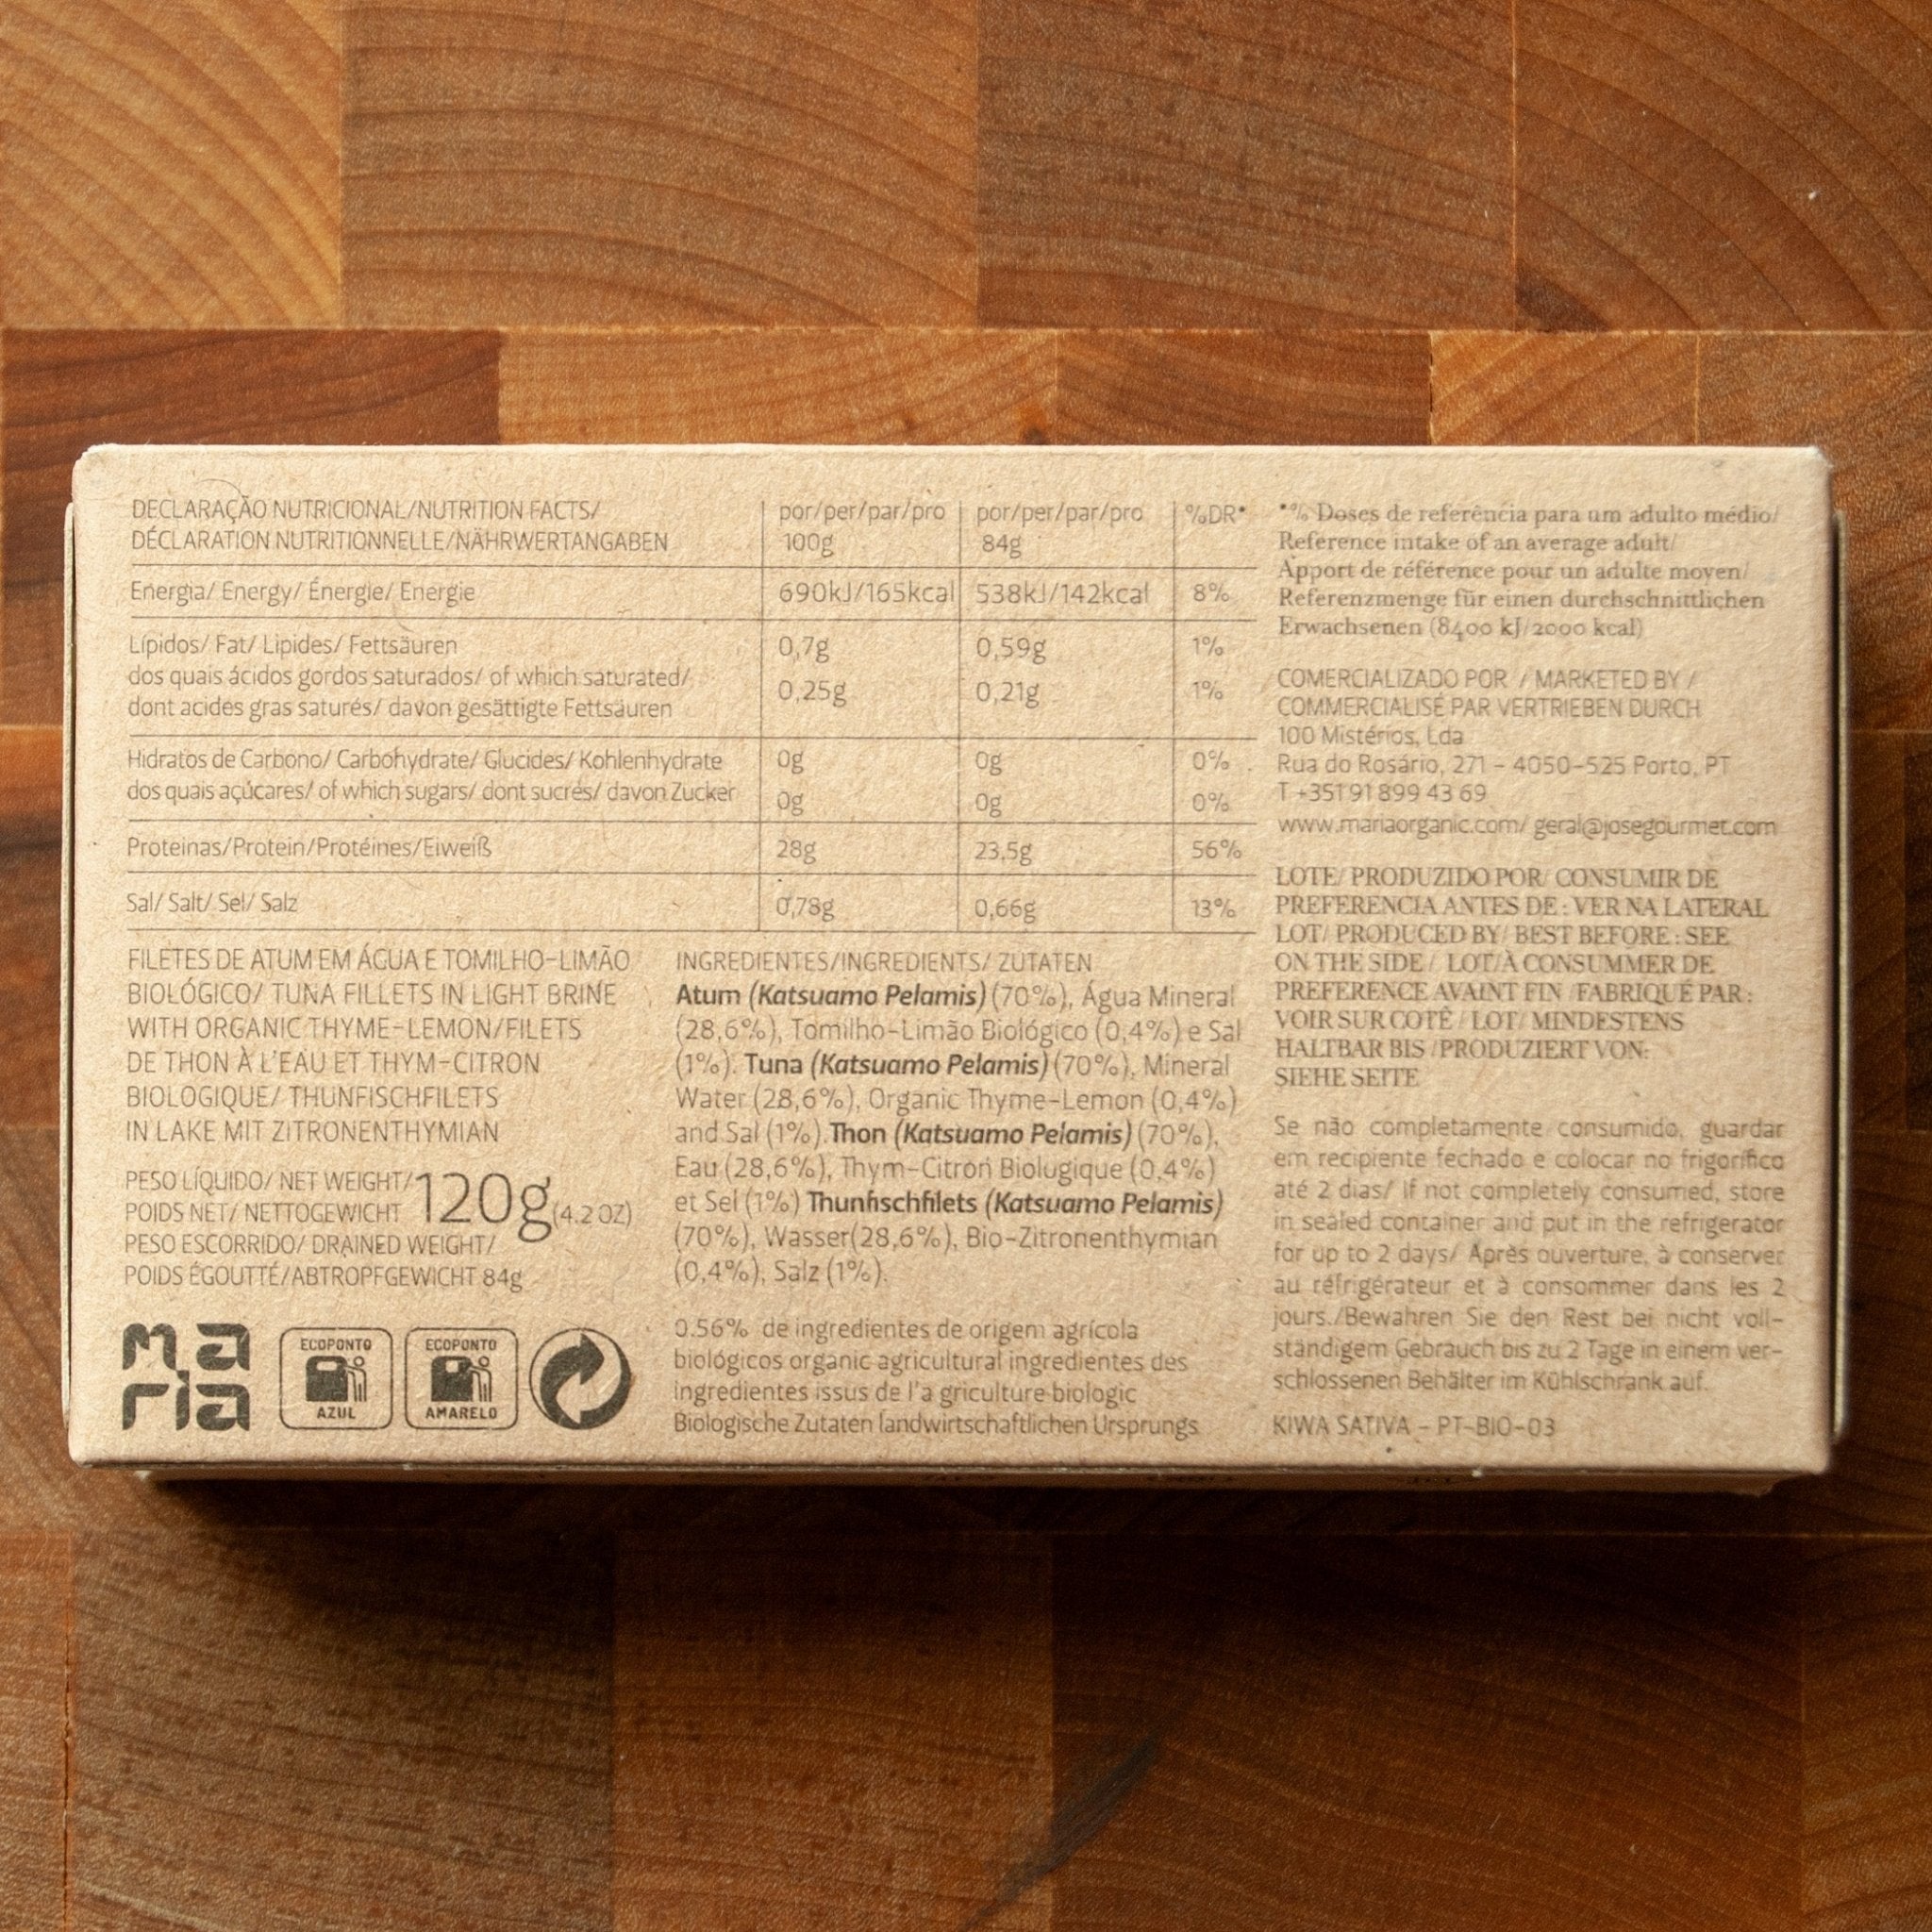 DECLARAÇÃO NUTRICIONAL/NUTRITION FACTS/
DÉCLARATION NUTRITIONNELLE/NÄHRWERTANGABEN
por/per/par/pro 100g
por/per/par/pro 84g
%DR*
Energia/ Energy/ Énergie/ Energie 690kJ/165kcal 538kJ/142kcal 8%
Lípidos/ Fat/ Lipides/ Fettsäuren 0,7g 0,59g 1%
dos quais ácidos gordos saturados/ of which saturated/
dont acides gras saturés/ davon gesättigte Fettsäuren 0,25g 0,21g 1%
Hidratos de Carbono/ Carbohydrate/ Glucides/ Kohlenhydrate 0g 0g 0%
dos quais açúcares/ of which sugars/ dont sucrés/ davon Zucker 0g 0g 0%
Proteinas/Protein/Protéines/Eiweiß 28g 23,5g 56%
Sal/ Salt/ Sel/ Salz 0,78g 0,66g 13%
FILETES DE ATUM EM ÁGUA E TOMILHO-LIMÃO
BIOLÓGICO/ TUNA FILLETS IN LIGHT BRINE
WITH ORGANIC THYME-LEMON/FILETS
DE THON À L'EAU ET THYM-CITRON
BIOLOGIQUE/ THUNFISCHFILETS
IN LAKE MIT ZITRONENTHYMIAN
PESO LÍQUIDO/ NET WEIGHT/
POIDS NET/ NETTOGEWICHT 120g (4.2 OZ)
PESO ESCORRIDO/ DRAINED WEIGHT/
POIDS ÉGOUTTÉ/ABTROPFGEWICHT 84g
maria
ECOPONTO
AZUL
ECOPONTO
AMARELO
INGREDIENTES/INGREDIENTS/ ZUTATEN
Atum (Katsuamo Pelamis) (70%), Água Mineral
(28,6%), Tomilho-Limão Biológico (0,4%) e Sal
(1%). Tuna (Katsuamo Pelamis) (70%), Mineral
Water (28,6%), Organic Thyme-Lemon (0,4%)
and Sal (1%).Thon (Katsuamo Pelamis) (70%),
Eau (28,6%), Thym-Citron Biolugique (0,4%)
et Sel (1%) Thunfischfilets (Katsuamo Pelamis)
(70%), Wasser(28,6%), Bio-Zitronenthymian
(0,4%), Salz (1%).
0.56% de ingredientes de origem agrícola
biológicos organic agricultural ingredientes des
ingredientes issus de l'a griculture biologic
Biologische Zutaten landwirtschaftlichen Ursprungs
*% Doses de referência para um adulto médio/
Reference intake of an average adult/
Apport de référence pour un adulte moyen/
Referenzmenge für einen durchschnittlichen
Erwachsenen (8400 kJ/2000 kcal)
COMERCIALIZADO POR / MARKETED BY /
COMMERCIALISÉ PAR VERTRIEBEN DURCH
100 Mistérios, Lda
Rua do Rosário, 271 - 4050-525 Porto, PT
T +351 91 899 43 69
www.mariaorganic.com/ geral@josegourmet.com
LOTE/ PRODUZIDO POR/ CONSUMIR DE
PREFERENCIA ANTES DE : VER NA LATERAL
LOT/ PRODUCED BY/ BEST BEFORE : SEE
ON THE SIDE / LOT/À CONSUMMER DE
PREFERENCE AVAINT FIN /FABRIQUÉ PAR :
VOIR SUR COTÊ / LOT/ MINDESTENS
HALTBAR BIS /PRODUZIERT VON:
SIEHE SEITE
Se não completamente consumido, guardar
em recipiente fechado e colocar no frigorífico
até 2 dias/ If not completely consumed, store
in sealed container and put in the refrigerator
for up to 2 days/ Après ouverture, à conserver
au réfrigérateur et à consommer dans les 2
jours./Bewahren Sie den Rest bei nicht voll-
ständigem Gebrauch bis zu 2 Tage in einem ver-
schlossenen Behälter im Kühlschrank auf.
KIWA SATIVA - PT-BIO-03